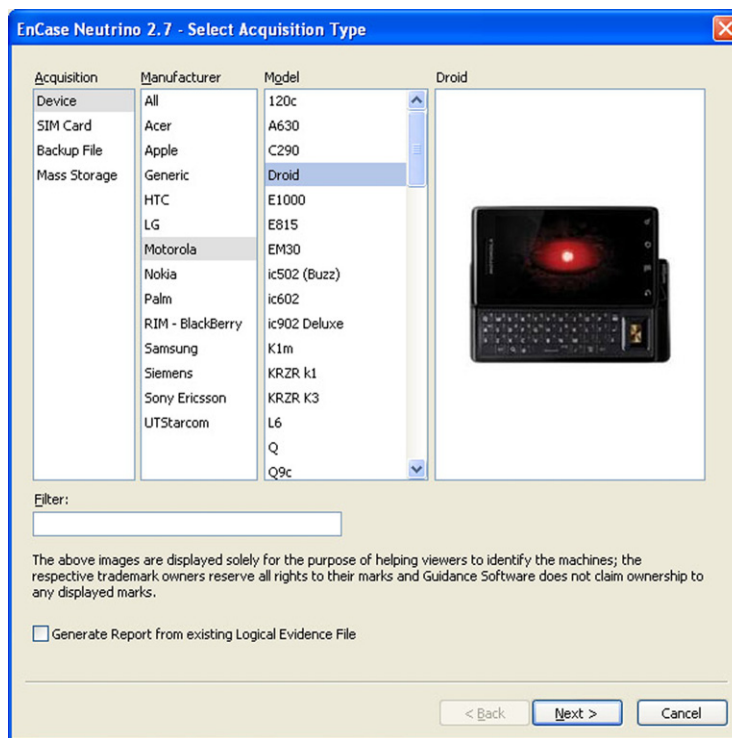 EnCase Neutrino 2.7 - Select Acquisition Type
Acquisition
Device
SIM Card
Backup File
Mass Storage
Manufacturer
All
Acer
Apple
Generic
HTC
LG
Motorola
Nokia
Palm
RIM - BlackBerry
Samsung
Siemens
Sony Ericsson
UTStarcom
Model
120c
A630
C290
Droid
E1000
E815
EM30
ic502 (Buzz)
ic602
ic902 Deluxe
K1m
KRZR k1
KRZR K3
L6
Q
Q9c
Droid
Filter:
The above images are displayed solely for the purpose of helping viewers to identify the machines; the
respective trademark owners reserve all rights to their marks and Guidance Software does not claim ownership to
any displayed marks.
Generate Report from existing Logical Evidence File
< Back
Next >
Cancel